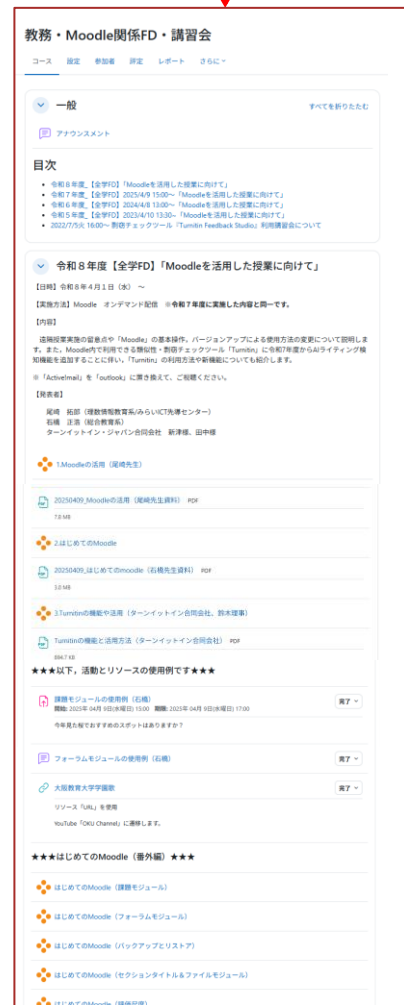 教務・Moodle関係FD・講習会
コース 設定 参加者 評定 レポート さらに
一般 すべてを折りたたむ
アナウンスメント
目次
令和８年度_【全学FD】「Moodleを活用した授業に向けて」
令和７年度_【全学FD】2025/4/9 15:00～「Moodleを活用した授業に向けて」
令和６年度_【全学FD】2024/4/8 13:00～「Moodleを活用した授業に向けて」
令和５年度_【全学FD】2023/4/10 13:30～「Moodleを活用した授業に向けて」
2022/7/5火 16:00～ 剽窃チェックツール「Turnitin Feedback Studio」利用講習会について
令和８年度【全学FD】「Moodleを活用した授業に向けて」
【日時】令和８年４月１日（水） ～
【実施方法】Moodle オンデマンド配信 ※令和７年度に実施した内容と同一です。
【内容】
遠隔授業実施の留意点や「Moodle」の基本操作、バージョンアップによる使用方法の変更について説明しま
す。また、Moodle内で利用できる類似性・剽窃チェックツール「Turnitin」に令和7年度からAIライティング検
知機能を追加することに伴い，「Turnitin」の利用方法や新機能についても紹介します。
※「Active!mail」を「outlook」に置き換えて、ご視聴ください。
【発表者】
尾崎 拓郎（理数情報教育系/みらいICT先導センター）
石橋 正浩（総合教育系）
ターンイットイン・ジャパン合同会社 新津様、田中様
1.Moodleの活用（尾崎先生）
20250409_Moodleの活用（尾崎先生資料） PDF
7.8 MB
2.はじめてのMoodle
20250409_はじめてのmoodle（石橋先生資料） PDF
3.0 MB
3.Turnitinの機能や活用（ターンイットイン合同会社、鈴木理事）
Turnitinの機能と活用方法（ターンイットイン合同会社） PDF
894.7 KB
★★★以下，活動とリソースの使用例です★★★
課題モジュールの使用例（石橋） 完了
開始: 2025年 04月 9日(水曜日) 15:00 期限: 2025年 04月 9日(水曜日) 17:00
今年見た桜でおすすめのスポットはありますか？
フォーラムモジュールの使用例（石橋） 完了
大阪教育大学学園歌 完了
リソース「URL」を使用
YouTube「OKU Channel」に遷移します。
★★★はじめてのMoodle（番外編）★★★
はじめてのMoodle（課題モジュール）
はじめてのMoodle（フォーラムモジュール）
はじめてのMoodle（バックアップとリストア）
はじめてのMoodle（セクションタイトル＆ファイルモジュール）
はじめてのMoodle